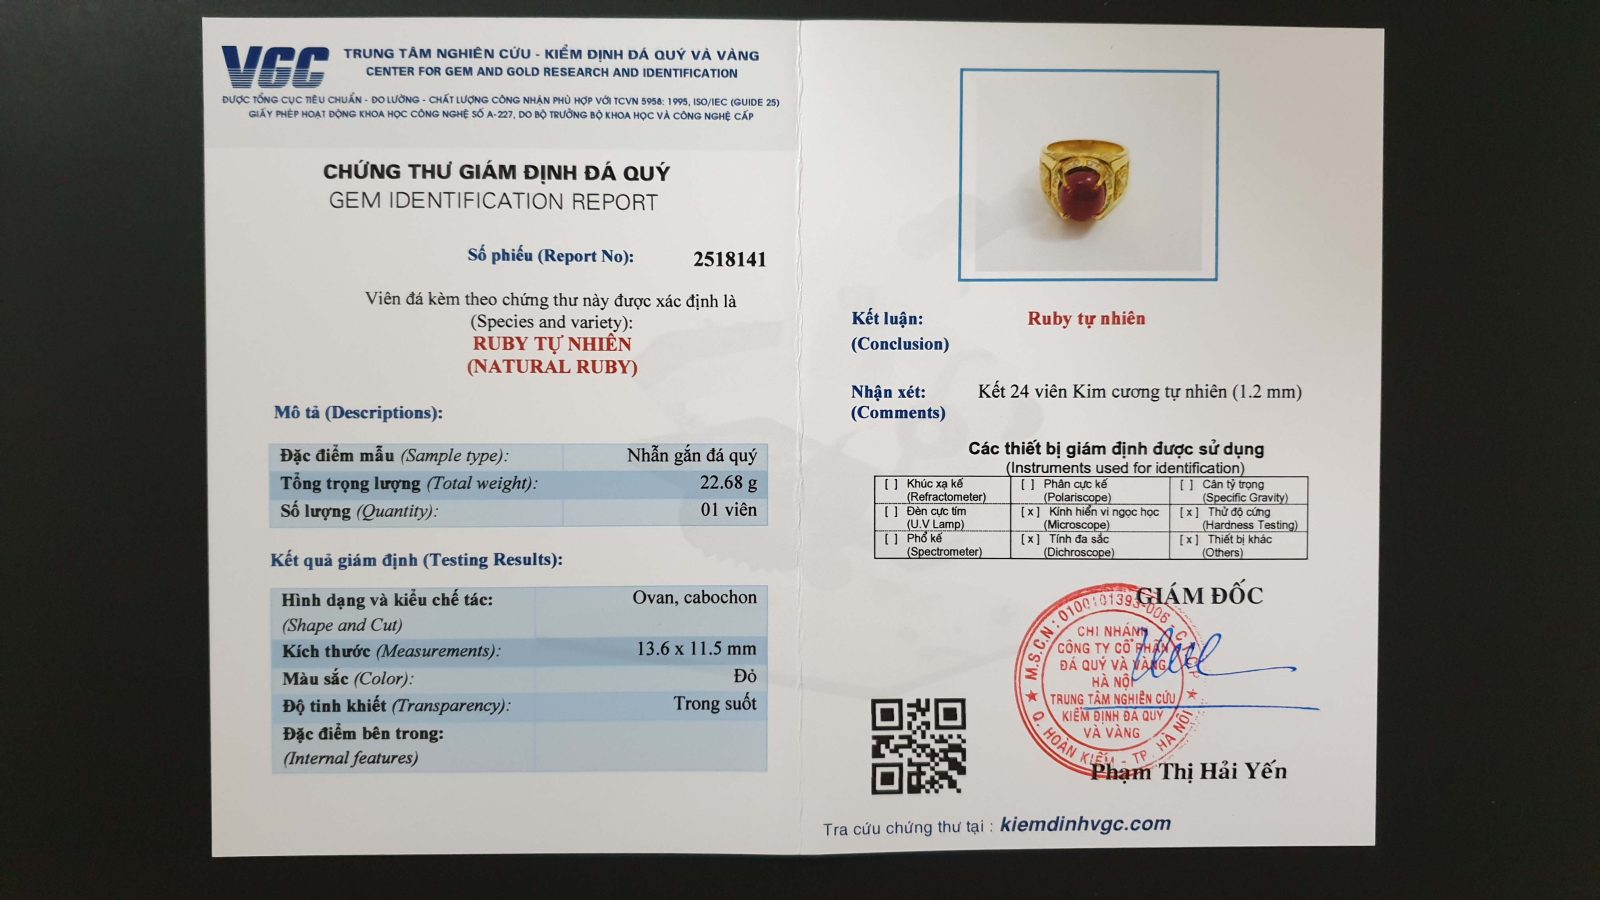 VGC
TRUNG TÂM NGHIÊN CỨU - KIỂM ĐỊNH ĐÁ QUÝ VÀ VÀNG
CENTER FOR GEM AND GOLD RESEARCH AND IDENTIFICATION
ĐƯỢC TỔNG CỤC TIÊU CHUẨN - ĐO LƯỜNG - CHẤT LƯỢNG CÔNG NHẬN PHÙ HỢP VỚI TCVN 5958: 1995, ISO/IEC (GUIDE 25)
GIẤY PHÉP HOẠT ĐỘNG KHOA HỌC CÔNG NGHỆ SỐ A-227, DO BỘ TRƯỞNG BỘ KHOA HỌC VÀ CÔNG NGHỆ CẤP
CHỨNG THƯ GIÁM ĐỊNH ĐÁ QUÝ
GEM IDENTIFICATION REPORT
Số phiếu (Report No): 2518141
Viên đá kèm theo chứng thư này được xác định là
(Species and variety):
RUBY TỰ NHIÊN
(NATURAL RUBY)
Mô tả (Descriptions):
Đặc điểm mẫu (Sample type): Nhẫn gắn đá quý
Tổng trọng lượng (Total weight): 22.68 g
Số lượng (Quantity): 01 viên
Kết quả giám định (Testing Results):
Hình dạng và kiểu chế tác: Ovan, cabochon
(Shape and Cut)
Kích thước (Measurements): 13.6 x 11.5 mm
Màu sắc (Color): Đỏ
Độ tinh khiết (Transparency): Trong suốt
Đặc điểm bên trong:
(Internal features)
Kết luận: Ruby tự nhiên
(Conclusion)
Nhận xét: Kết 24 viên Kim cương tự nhiên (1.2 mm)
(Comments)
Các thiết bị giám định được sử dụng
(Instruments used for identification)
[ ] Khúc xạ kế [ ] Phân cực kế [ ] Cân tỷ trọng
(Refractometer) (Polariscope) (Specific Gravity)
[ ] Đèn cực tím [x] Kính hiển vi ngọc học [x] Thử độ cứng
(U.V Lamp) (Microscope) (Hardness Testing)
[ ] Phổ kế [x] Tính đa sắc [x] Thiết bị khác
(Spectrometer) (Dichroscope) (Others)
GIÁM ĐỐC
M.S.C.N: 0100101393-006
CHI NHÁNH
CÔNG TY CỔ PHẦN
ĐÁ QUÝ VÀ VÀNG
HÀ NỘI
TRUNG TÂM NGHIÊN CỨU
KIỂM ĐỊNH ĐÁ QUÝ
VÀ VÀNG
Q. HOÀN KIẾM - TP. HÀ NỘI
Phạm Thị Hải Yến
Tra cứu chứng thư tại : kiemdinhvgc.com